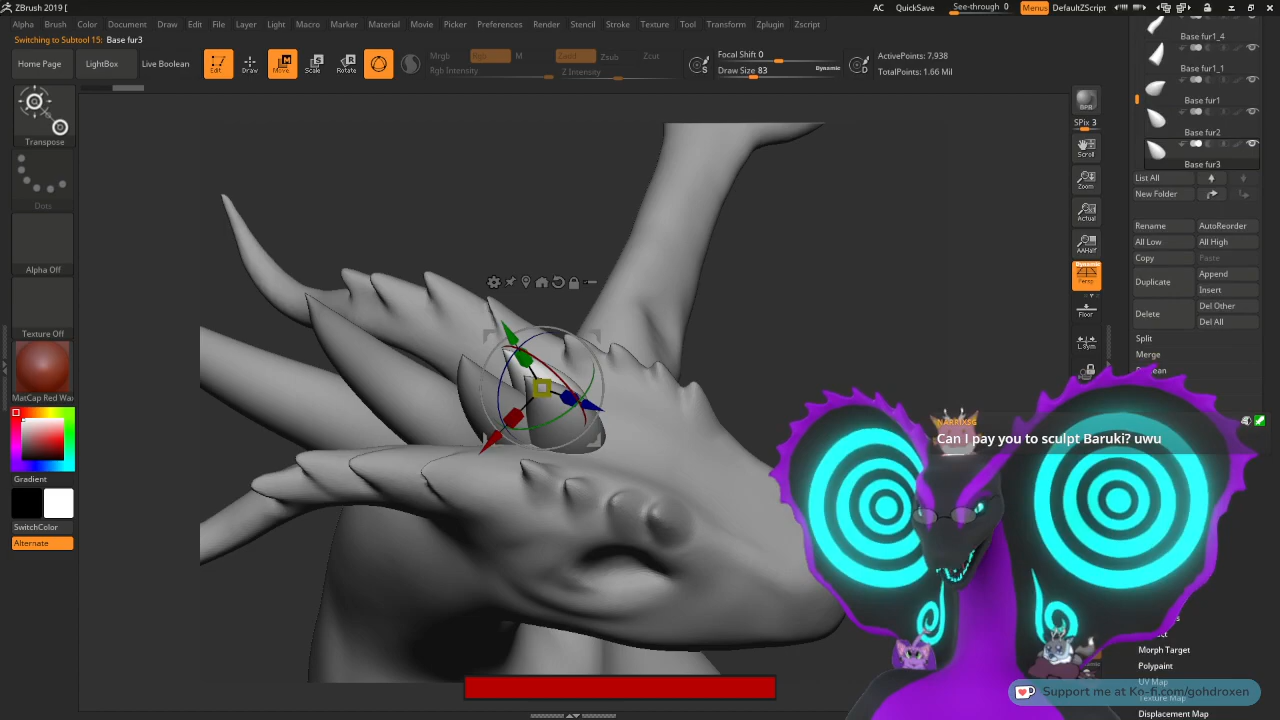 ZBrush 2019 [
AC
QuickSave
See-through 0
Menus
DefaultZScript
Alpha Brush Color Document Draw Edit File Layer Light Macro Marker Material Movie Picker Preferences Render Stencil Stroke Texture Tool Transform Zplugin Zscript
Switching to Subtool 15: Base fur3
Home Page
LightBox
Live Boolean
Edit
Draw
Move
Scale
Rotate
Mrgb
Rgb
M
Rgb Intensity
Zadd
Zsub
Zcut
Z Intensity
S
Focal Shift 0
Draw Size 83
Dynamic
D
ActivePoints: 7.938
TotalPoints: 1.66 Mil
Transpose
Dots
Alpha Off
Texture Off
MatCap Red Wax
Gradient
SwitchColor
Alternate
BPR
SPix 3
Scroll
Zoom
Actual
AAHalf
Dynamic
Persp
Floor
L.Sym
Base fur1_4
Base fur1_1
Base fur1
Base fur2
Base fur3
List All
New Folder
Rename
AutoReorder
All Low
All High
Copy
Paste
Duplicate
Append
Insert
Delete
Del Other
Del All
Split
Merge
Boolean
NARRIXSG
Can I pay you to sculpt Baruki? uwu
Morph Target
Polypaint
UV Map
Support me at Ko-fi.com/gohdroxen
Texture Map
Displacement Map